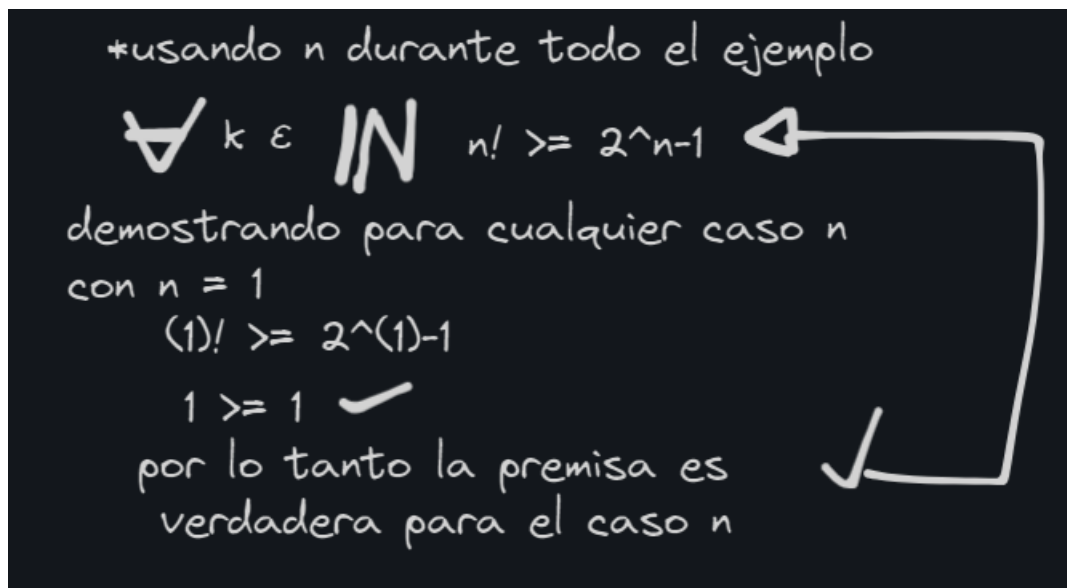 *usando n durante todo el ejemplo
∀ k ε ℕ n! >= 2^n-1
demostrando para cualquier caso n
con n = 1
(1)! >= 2^(1)-1
1 >= 1 ✓
por lo tanto la premisa es
verdadera para el caso n